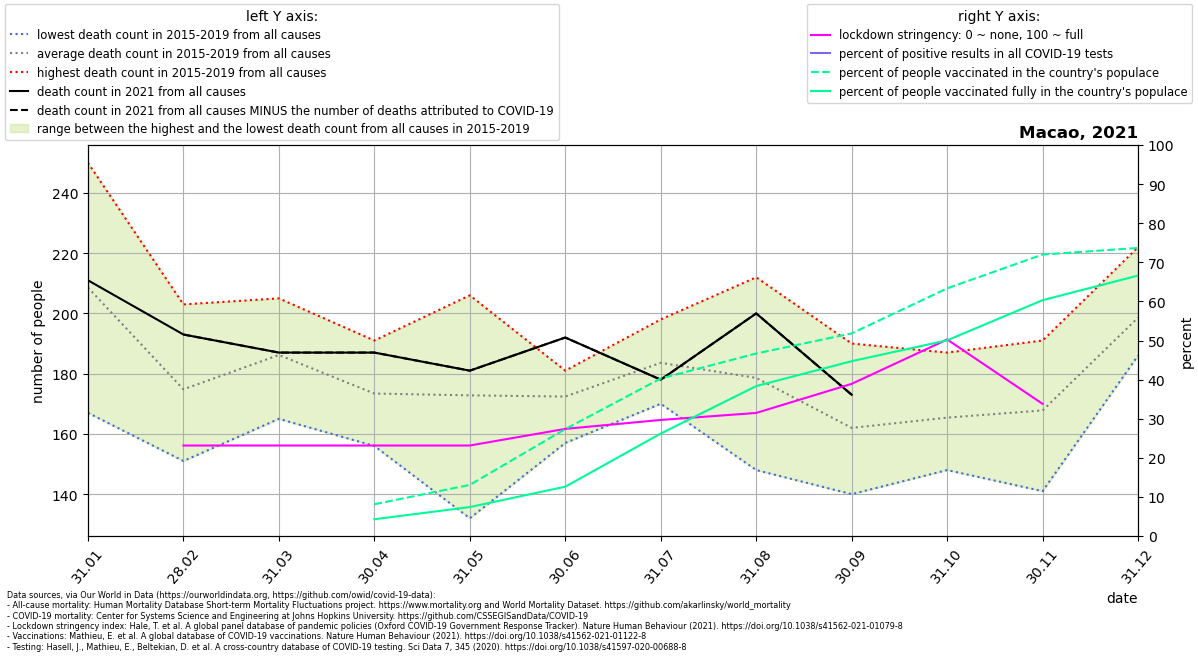 left Y axis:
lowest death count in 2015-2019 from all causes
average death count in 2015-2019 from all causes
highest death count in 2015-2019 from all causes
death count in 2021 from all causes
death count in 2021 from all causes MINUS the number of deaths attributed to COVID-19
range between the highest and the lowest death count from all causes in 2015-2019
right Y axis:
lockdown stringency: 0 ~ none, 100 ~ full
percent of positive results in all COVID-19 tests
percent of people vaccinated in the country's populace
percent of people vaccinated fully in the country's populace
Macao, 2021
number of people
240
220
200
180
160
140
100
90
80
70
60
50
40
30
20
10
0
percent
31.01
28.02
31.03
30.04
31.05
30.06
31.07
31.08
30.09
31.10
30.11
31.12
date
Data sources, via Our World in Data (https://ourworldindata.org, https://github.com/owid/covid-19-data):
- All-cause mortality: Human Mortality Database Short-term Mortality Fluctuations project. https://www.mortality.org and World Mortality Dataset. https://github.com/akarlinsky/world_mortality
- COVID-19 mortality: Center for Systems Science and Engineering at Johns Hopkins University. https://github.com/CSSEGISandData/COVID-19
- Lockdown stringency index: Hale, T. et al. A global panel database of pandemic policies (Oxford COVID-19 Government Response Tracker). Nature Human Behaviour (2021). https://doi.org/10.1038/s41562-021-01079-8
- Vaccinations: Mathieu, E. et al. A global database of COVID-19 vaccinations. Nature Human Behaviour (2021). https://doi.org/10.1038/s41562-021-01122-8
- Testing: Hasell, J., Mathieu, E., Beltekian, D. et al. A cross-country database of COVID-19 testing. Sci Data 7, 345 (2020). https://doi.org/10.1038/s41597-020-00688-8